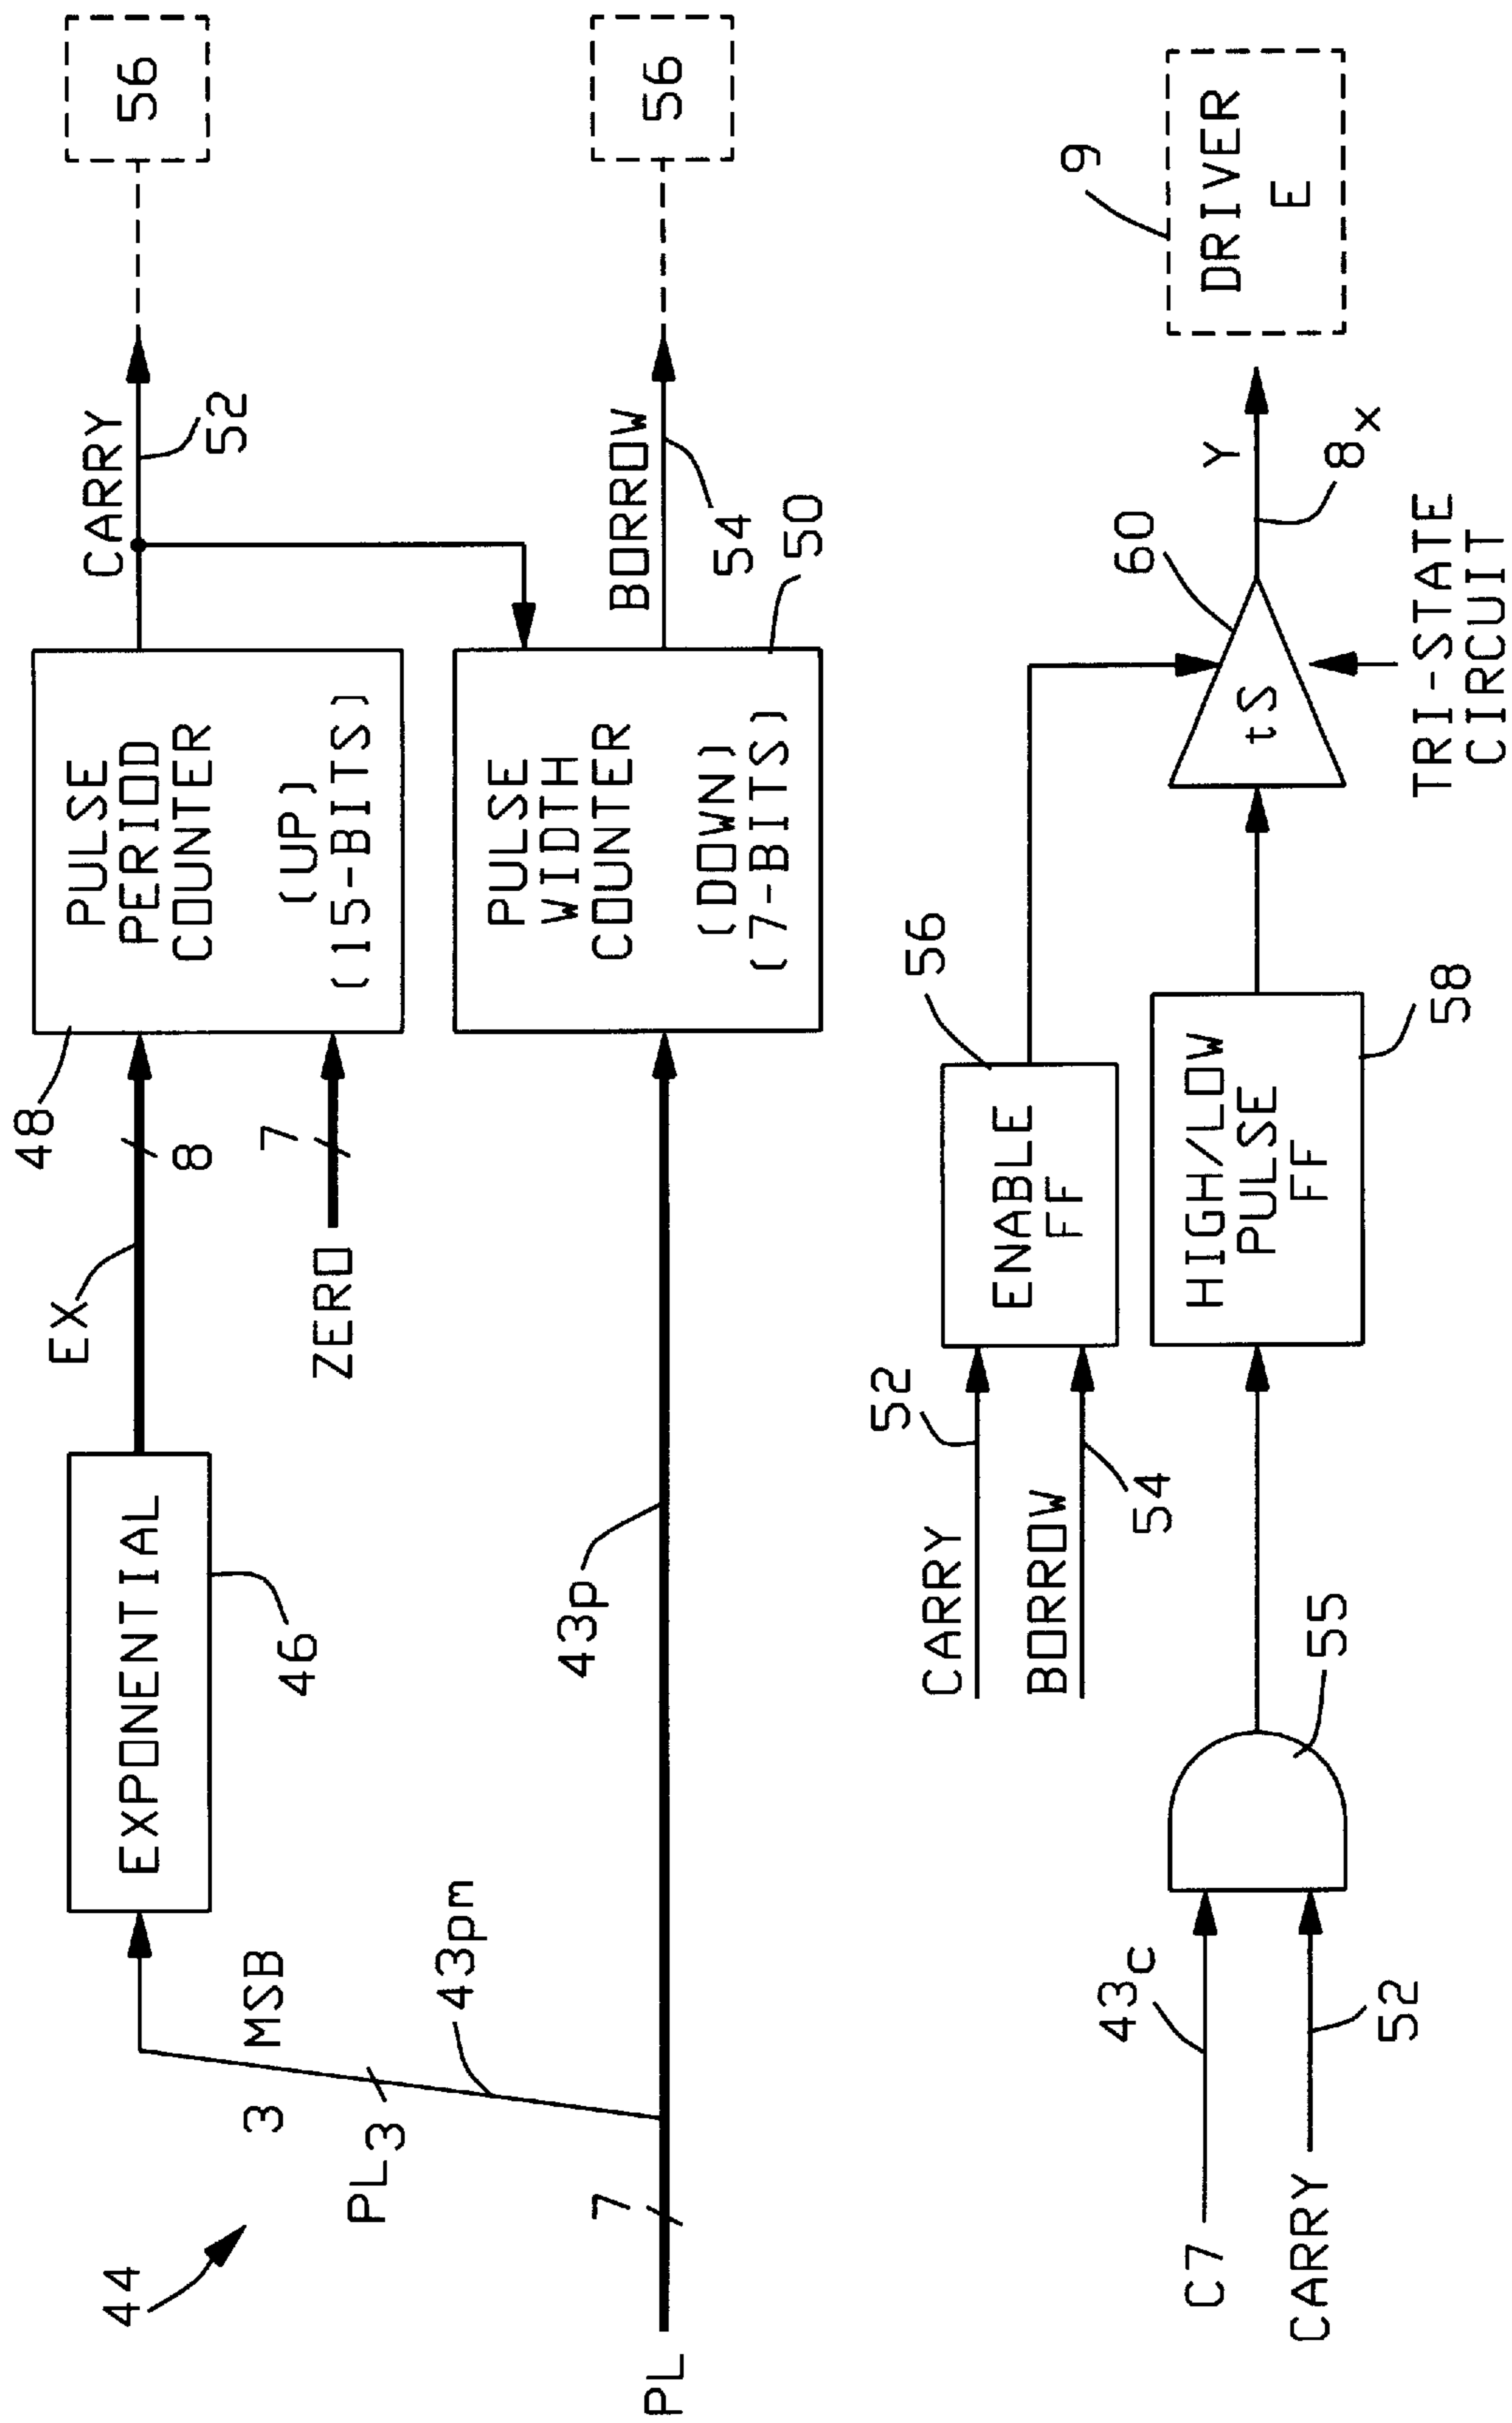 44
PL
7
PL3
3 MSB
43pm
EXPONENTIAL
46
EX
8
ZERO
7
48
PULSE
PERIOD
COUNTER
(UP)
(15-BITS)
CARRY
52
56
43p
PULSE
WIDTH
COUNTER
(DOWN)
(7-BITS)
50
BORROW
54
56
CARRY
52
BORROW
54
ENABLE
FF
56
C7
43c
CARRY
52
55
HIGH/LOW
PULSE
FF
58
tS
60
TRI-STATE
CIRCUIT
Y
8x
9
DRIVER
E